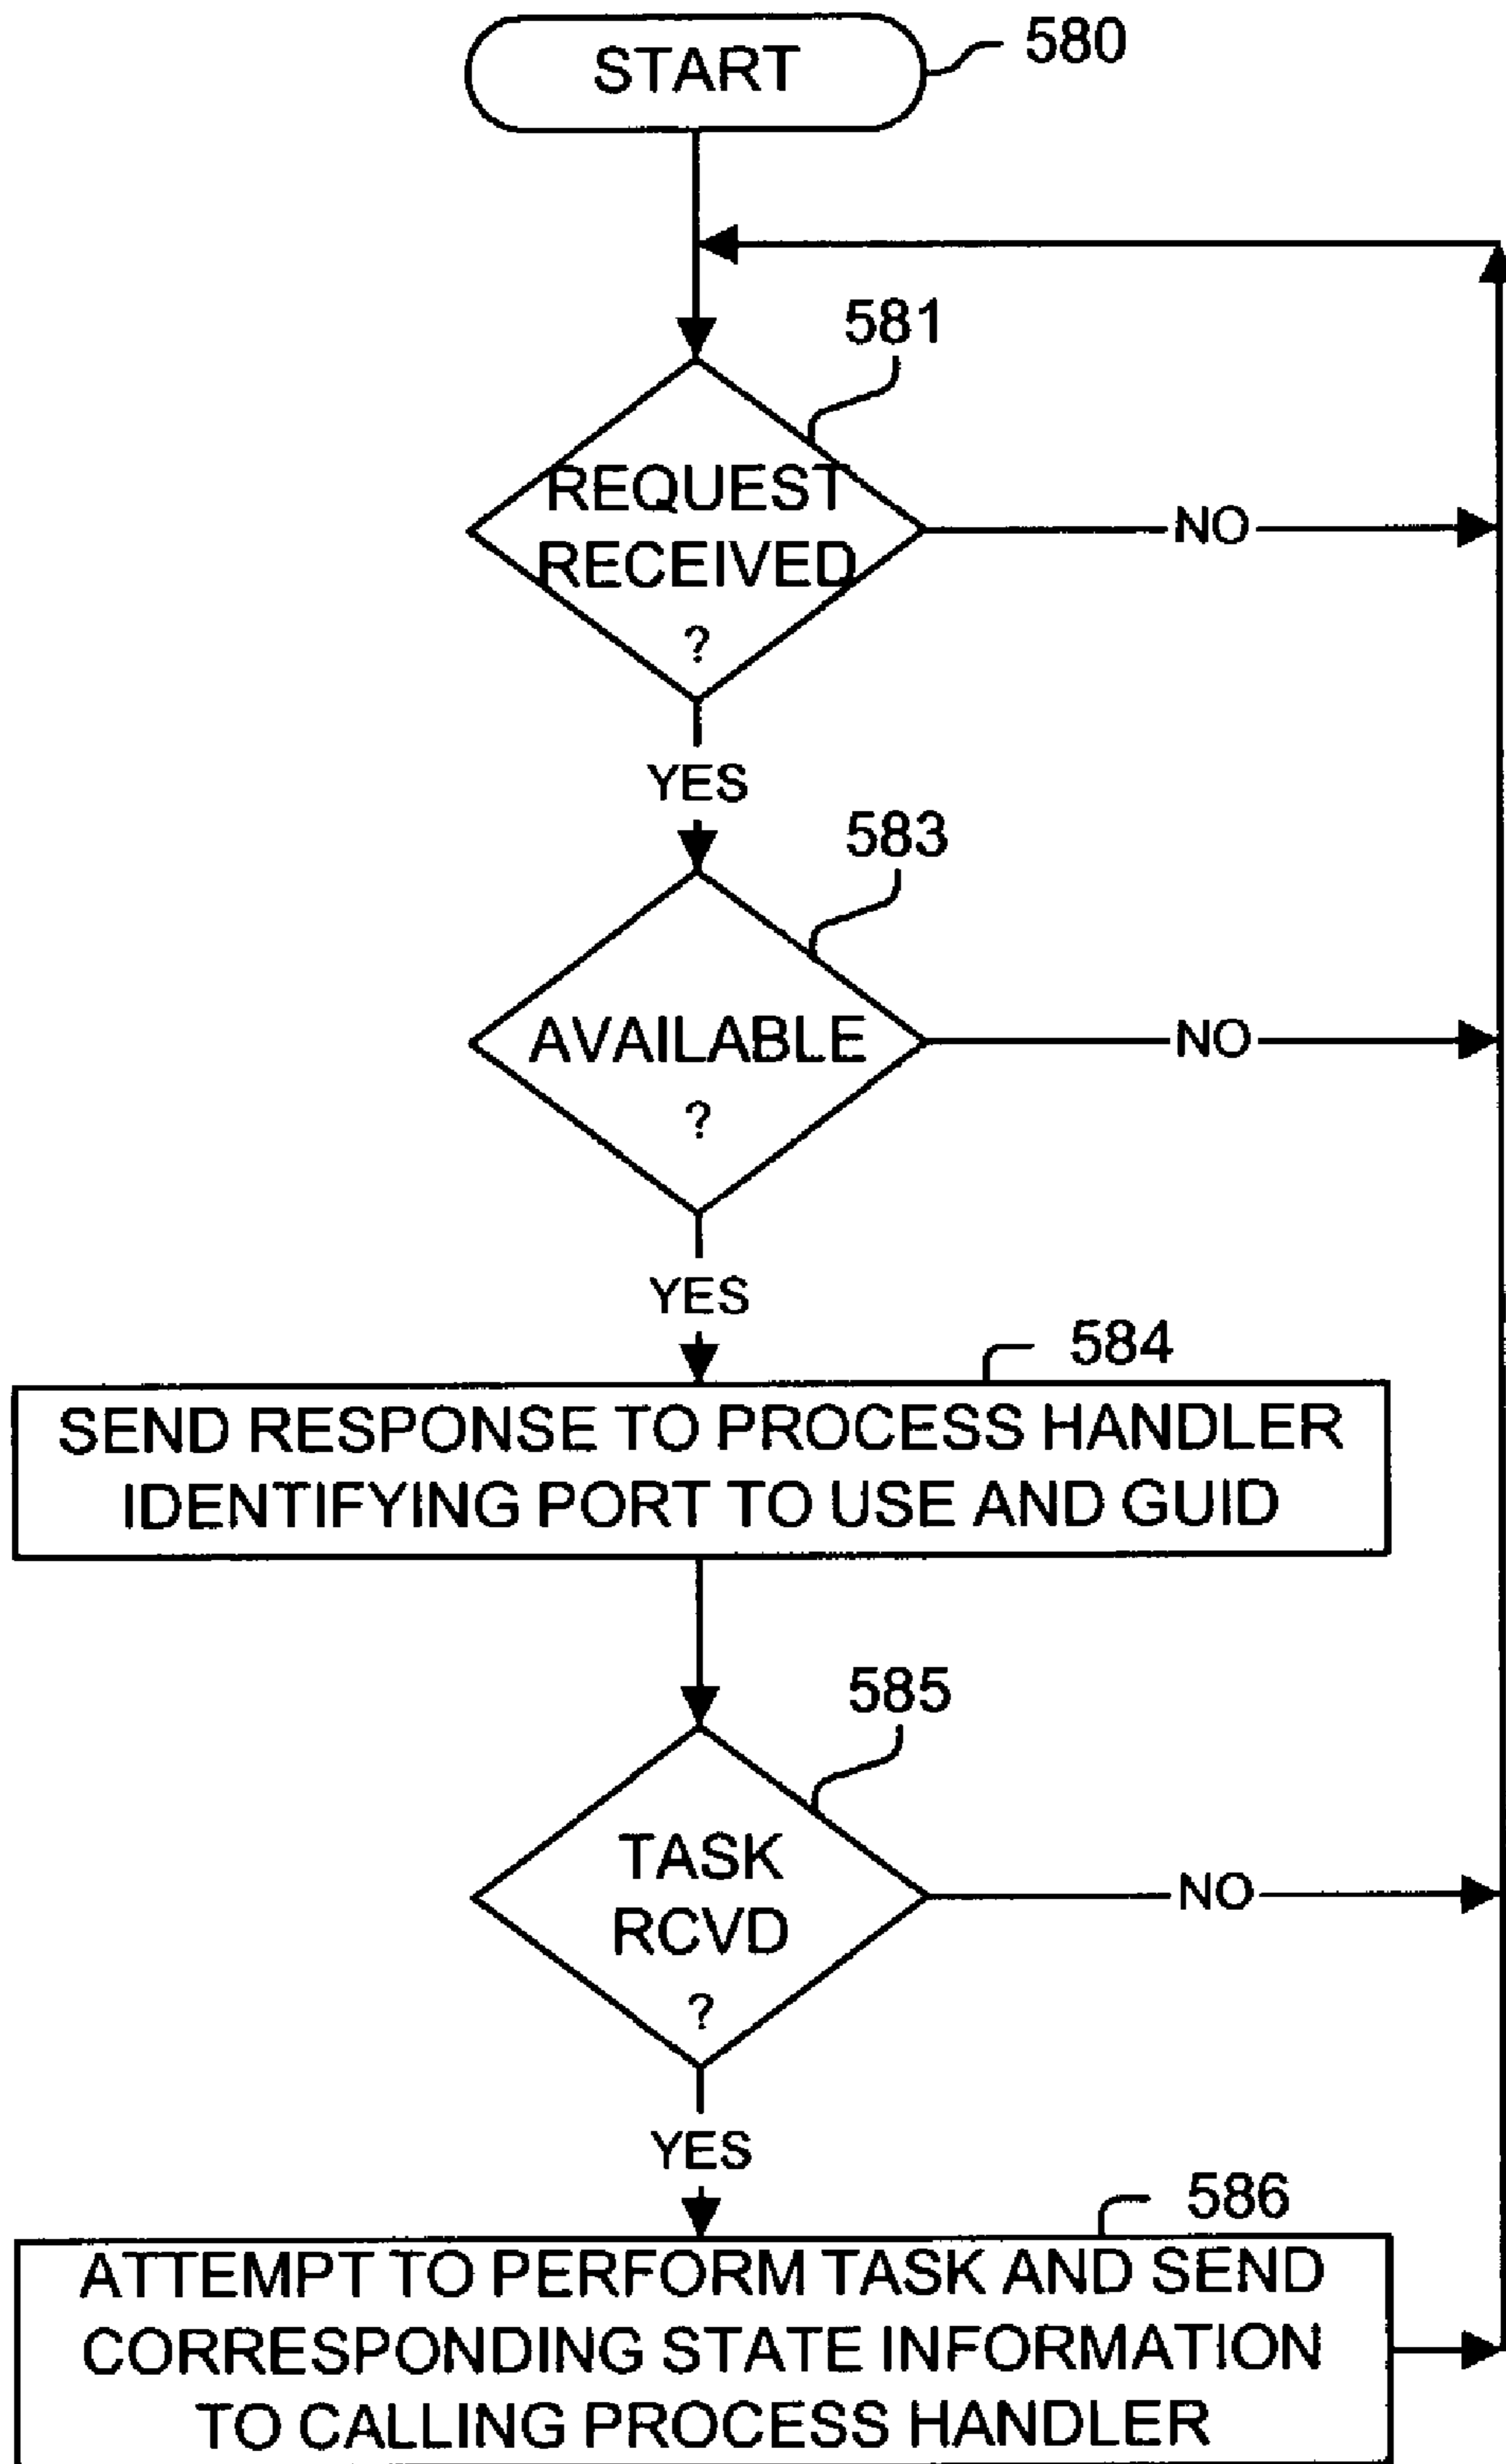 START
580
581
REQUEST
RECEIVED
?
NO
YES
583
AVAILABLE
?
NO
YES
584
SEND RESPONSE TO PROCESS HANDLER
IDENTIFYING PORT TO USE AND GUID
585
TASK
RCVD
?
NO
YES
586
ATTEMPT TO PERFORM TASK AND SEND
CORRESPONDING STATE INFORMATION
TO CALLING PROCESS HANDLER